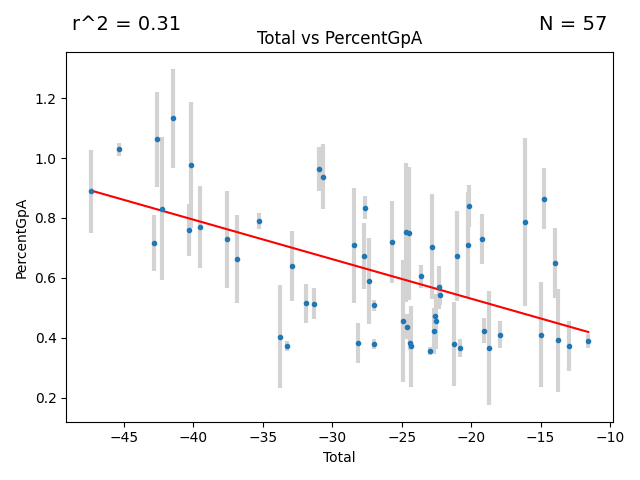 r^2 = 0.31
N = 57
Total vs PercentGpA
PercentGpA
1.2
1.0
0.8
0.6
0.4
0.2
−45
−40
−35
−30
−25
−20
−15
−10
Total